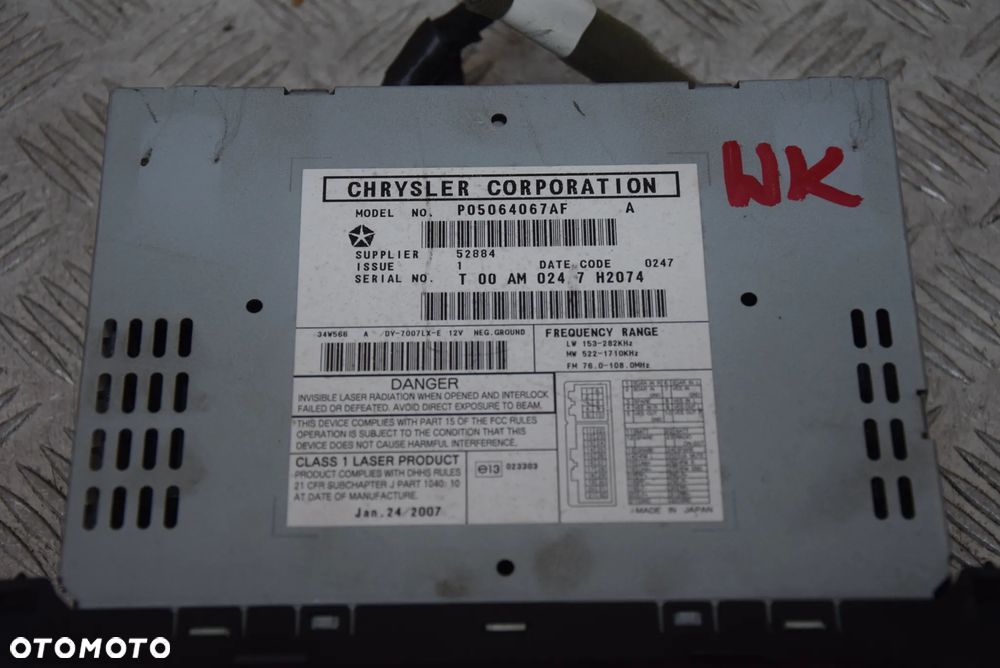 WK
CHRYSLER CORPORATION
MODEL NO. P05064067AF A
SUPPLIER 52884
ISSUE 1 DATE CODE 0247
SERIAL NO. T 00 AM 024 7 H2074
34W566 A DY-7007LX-E 12V NEG.GROUND
FREQUENCY RANGE
LW 153-282KHz
MW 522-1710KHz
FM 76.0-108.0MHz
DANGER
INVISIBLE LASER RADIATION WHEN OPENED AND INTERLOCK
FAILED OR DEFEATED. AVOID DIRECT EXPOSURE TO BEAM.
*THIS DEVICE COMPLIES WITH PART 15 OF THE FCC RULES
OPERATION IS SUBJECT TO THE CONDITION THAT THIS
DEVICE DOES NOT CAUSE HARMFUL INTERFERENCE.
CLASS 1 LASER PRODUCT
PRODUCT COMPLIES WITH DHHS RULES
21 CFR SUBCHAPTER J PART 1040:10
AT DATE OF MANUFACTURE.
Jan.24/2007
e13 023303
MADE IN JAPAN
OTOMOTO